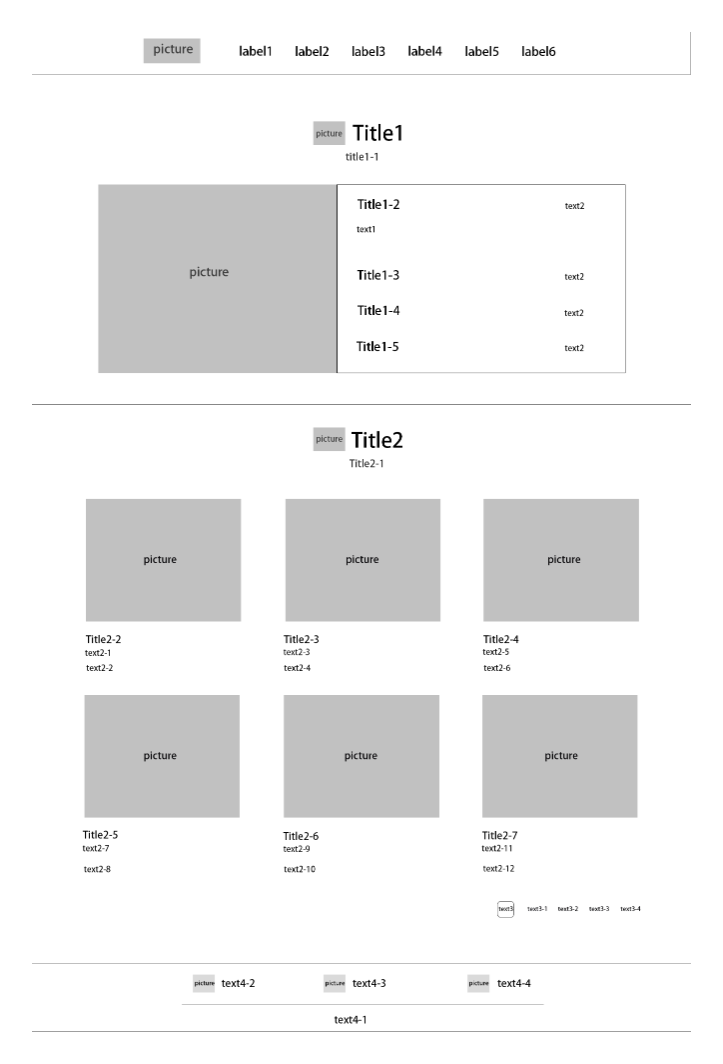 picture label1 label2 label3 label4 label5 label6
picture Title1
title1-1
picture
Title1-2 text2
text1
Title1-3 text2
Title1-4 text2
Title1-5 text2
picture Title2
Title2-1
picture picture picture
Title2-2 Title2-3 Title2-4
text2-1 text2-3 text2-5
text2-2 text2-4 text2-6
picture picture picture
Title2-5 Title2-6 Title2-7
text2-7 text2-9 text2-11
text2-8 text2-10 text2-12
text3 text3-1 text3-2 text3-3 text3-4
picture text4-2 picture text4-3 picture text4-4
text4-1